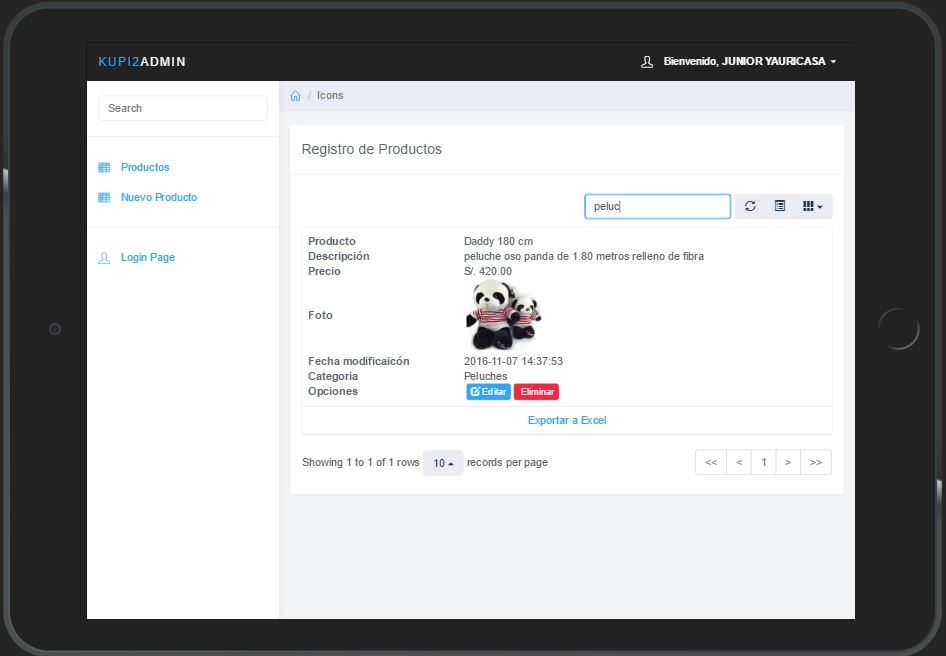 KUPI2ADMIN
Bienvenido, JUNIOR YAURICASA
Search
Productos
Nuevo Producto
Login Page
/ Icons
Registro de Productos
peluc
Producto Daddy 180 cm
Descripción peluche oso panda de 1.80 metros relleno de fibra
Precio S/. 420.00
Foto
Fecha modificaicón 2016-11-07 14:37:53
Categoria Peluches
Opciones Editar Eliminar
Exportar a Excel
Showing 1 to 1 of 1 rows 10 records per page
<< < 1 > >>